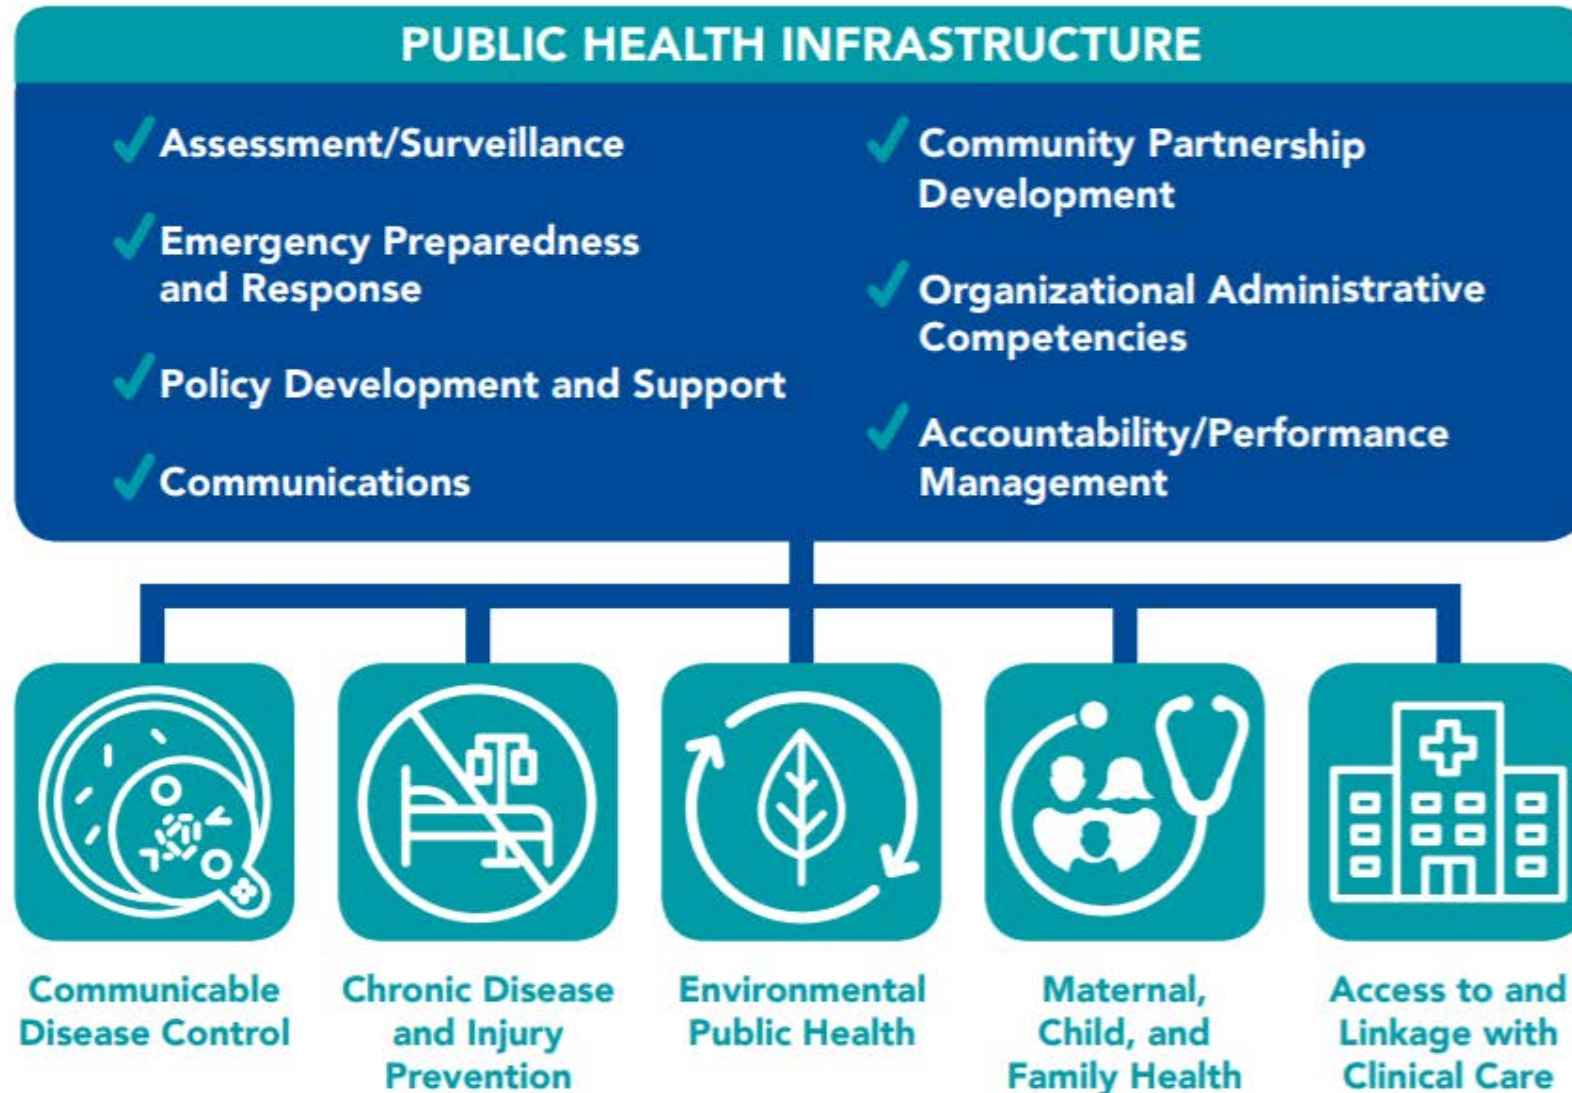 PUBLIC HEALTH INFRASTRUCTURE
Assessment/Surveillance
Emergency Preparedness
and Response
Policy Development and Support
Communications
Community Partnership
Development
Organizational Administrative
Competencies
Accountability/Performance
Management
Communicable
Disease Control
Chronic Disease
and Injury
Prevention
Environmental
Public Health
Maternal,
Child, and
Family Health
Access to and
Linkage with
Clinical Care